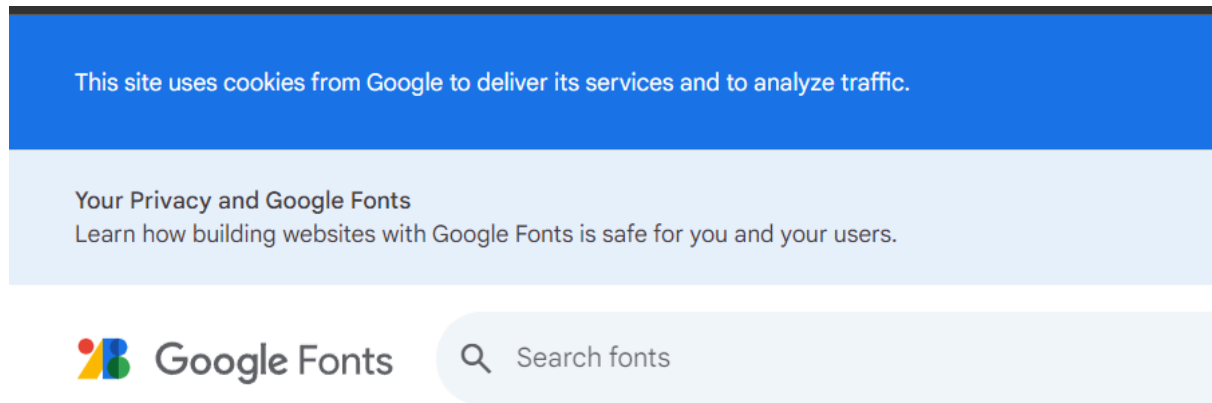 This site uses cookies from Google to deliver its services and to analyze traffic.
Your Privacy and Google Fonts
Learn how building websites with Google Fonts is safe for you and your users.
Google Fonts
Search fonts